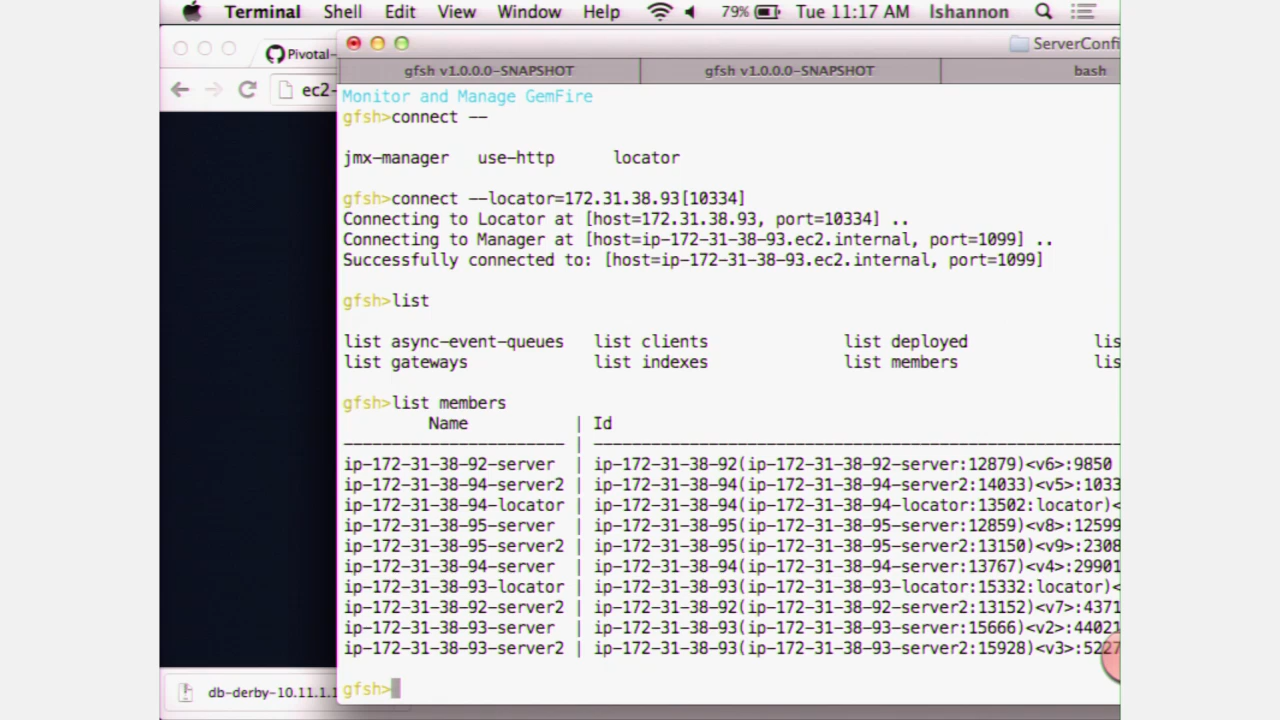 Terminal Shell Edit View Window Help 79% Tue 11:17 AM lshannon
Pivotal-
ServerConfi
gfsh v1.0.0.0-SNAPSHOT gfsh v1.0.0.0-SNAPSHOT bash
ec2-
Monitor and Manage GemFire
gfsh>connect --
jmx-manager use-http locator
gfsh>connect --locator=172.31.38.93[10334]
Connecting to Locator at [host=172.31.38.93, port=10334] ..
Connecting to Manager at [host=ip-172-31-38-93.ec2.internal, port=1099] ..
Successfully connected to: [host=ip-172-31-38-93.ec2.internal, port=1099]
gfsh>list
list async-event-queues list clients list deployed lis
list gateways list indexes list members lis
gfsh>list members
Name | Id
---------------------- | ---------------------------------------------------
ip-172-31-38-92-server | ip-172-31-38-92(ip-172-31-38-92-server:12879)<v6>:9850
ip-172-31-38-94-server2 | ip-172-31-38-94(ip-172-31-38-94-server2:14033)<v5>:1033
ip-172-31-38-94-locator | ip-172-31-38-94(ip-172-31-38-94-locator:13502:locator)<
ip-172-31-38-95-server | ip-172-31-38-95(ip-172-31-38-95-server:12859)<v8>:12599
ip-172-31-38-95-server2 | ip-172-31-38-95(ip-172-31-38-95-server2:13150)<v9>:2308
ip-172-31-38-94-server | ip-172-31-38-94(ip-172-31-38-94-server:13767)<v4>:29901
ip-172-31-38-93-locator | ip-172-31-38-93(ip-172-31-38-93-locator:15332:locator)<
ip-172-31-38-92-server2 | ip-172-31-38-92(ip-172-31-38-92-server2:13152)<v7>:4371
ip-172-31-38-93-server | ip-172-31-38-93(ip-172-31-38-93-server:15666)<v2>:44021
ip-172-31-38-93-server2 | ip-172-31-38-93(ip-172-31-38-93-server2:15928)<v3>:5227
gfsh>
db-derby-10.11.1.1